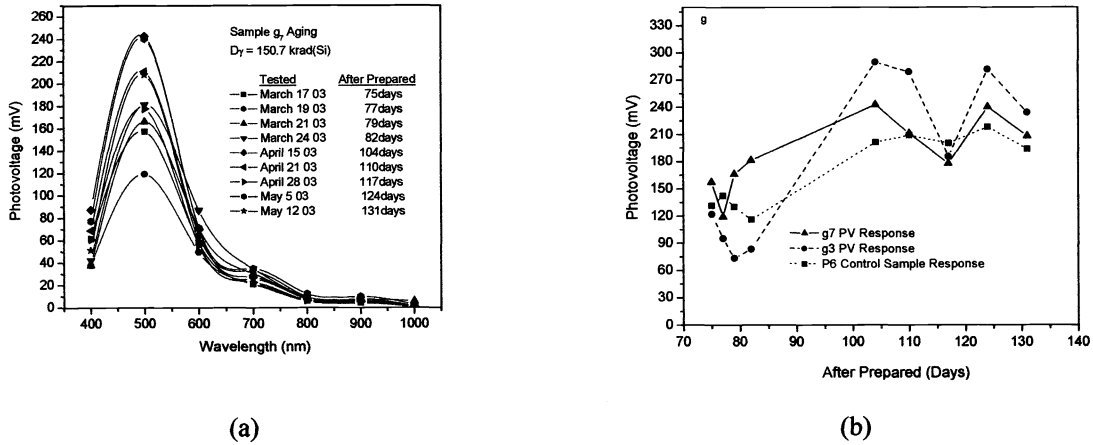 Sample g7 Aging
Dγ = 150.7 krad(Si)
Tested After Prepared
March 17 03 75days
March 19 03 77days
March 21 03 79days
March 24 03 82days
April 15 03 104days
April 21 03 110days
April 28 03 117days
May 5 03 124days
May 12 03 131days
Photovoltage (mV)
260
240
220
200
180
160
140
120
100
80
60
40
20
0
400 500 600 700 800 900 1000
Wavelength (nm)
(a)
g
Photovoltage (mV)
350
330
300
270
240
210
180
150
120
90
60
30
0
g7 PV Response
g3 PV Response
P6 Control Sample Response
70 80 90 100 110 120 130 140
After Prepared (Days)
(b)